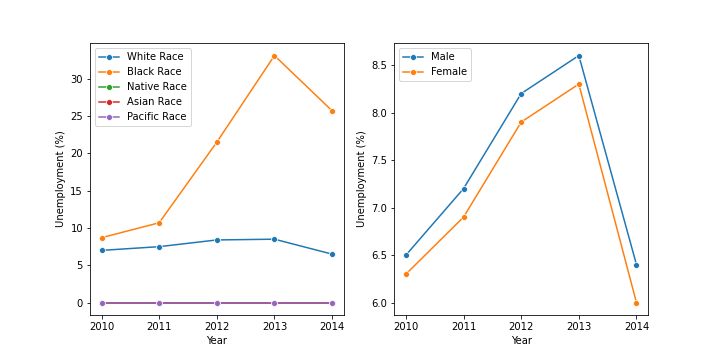 White Race
Black Race
Native Race
Asian Race
Pacific Race
30
25
20
15
10
5
0
Unemployment (%)
2010 2011 2012 2013 2014
Year
Male
Female
8.5
8.0
7.5
7.0
6.5
6.0
Unemployment (%)
2010 2011 2012 2013 2014
Year